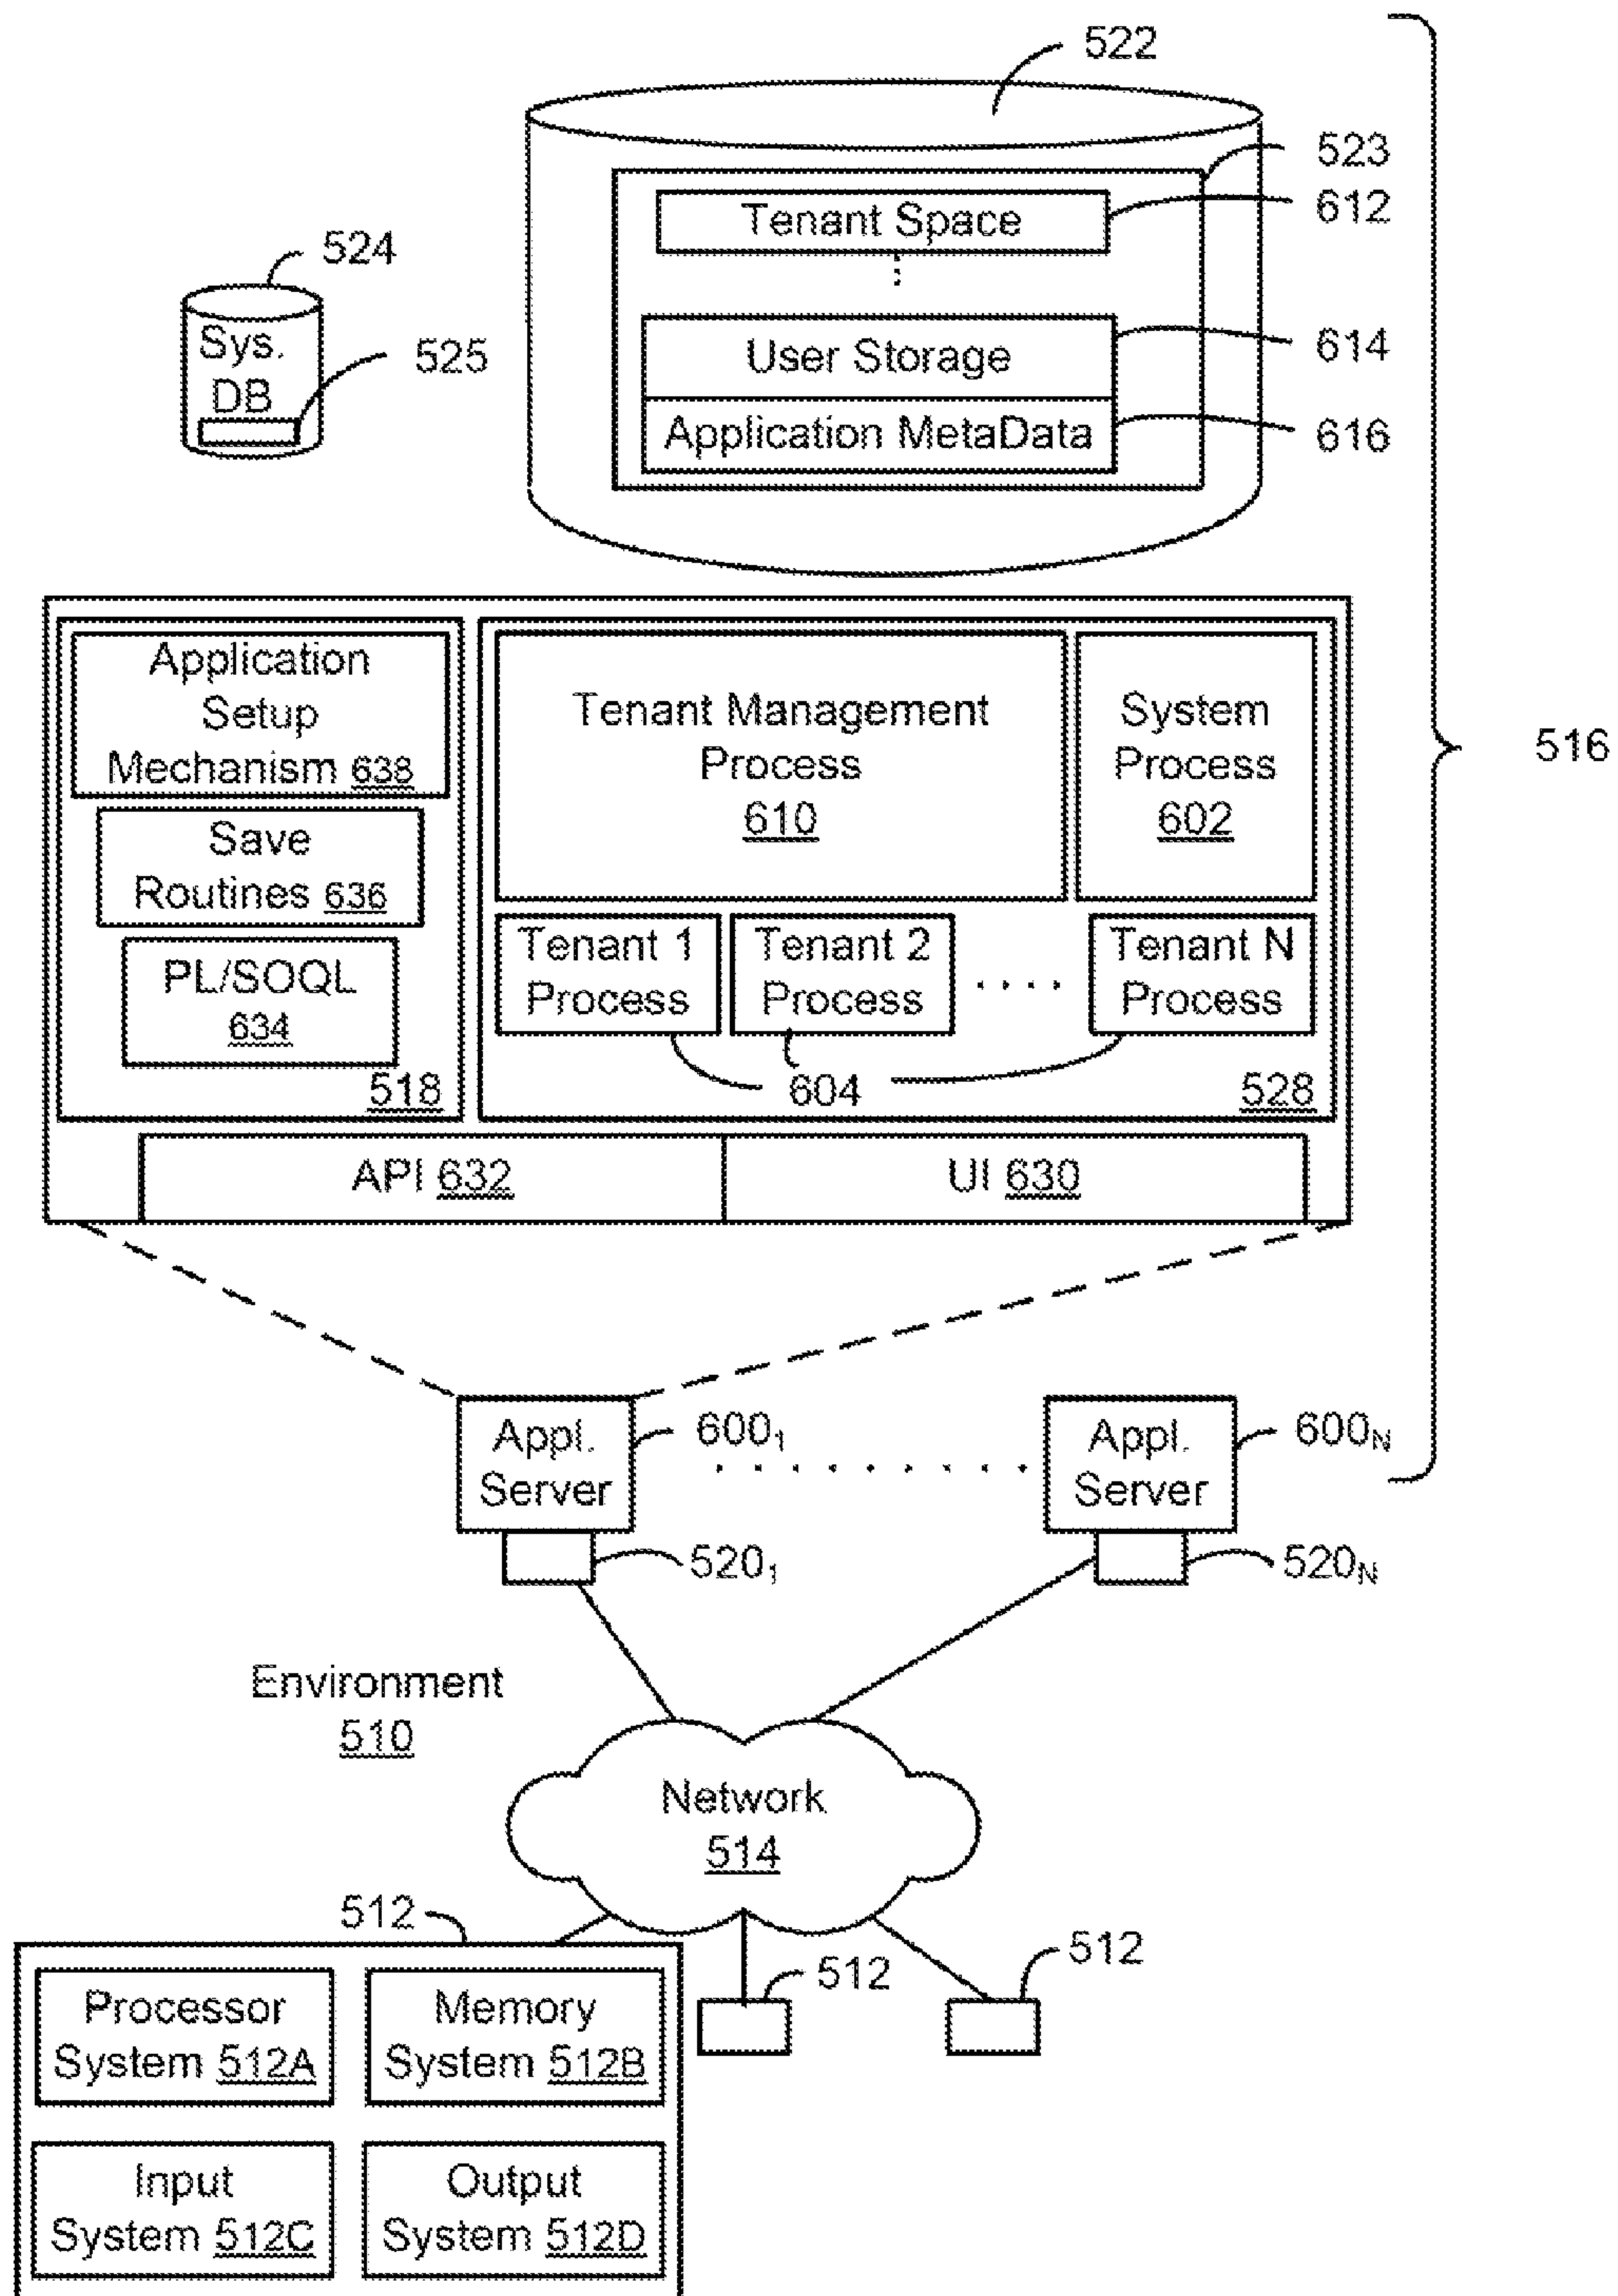 522
523
Tenant Space
612
524
Sys.
DB
525
User Storage
614
Application MetaData
616
516
Application
Setup
Mechanism 638
Save
Routines 636
PL/SOQL
634
518
Tenant Management
Process
610
System
Process
602
Tenant 1
Process
Tenant 2
Process
Tenant N
Process
604
528
API 632
UI 630
Appl.
Server
600₁
Appl.
Server
600N
520₁
520N
Environment
510
Network
514
512
512
512
Processor
System 512A
Memory
System 512B
Input
System 512C
Output
System 512D